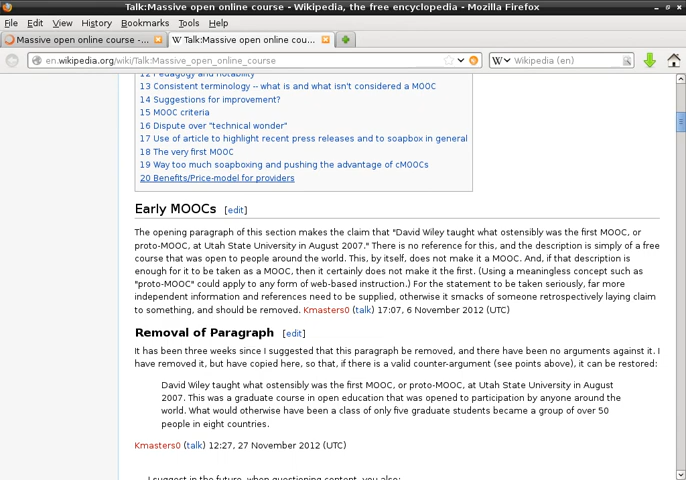 Talk:Massive open online course - Wikipedia, the free encyclopedia - Mozilla Firefox
File Edit View History Bookmarks Tools Help
Massive open online course -...
W Talk:Massive open online cou...
en.wikipedia.org/wiki/Talk:Massive_open_online_course
W Wikipedia (en)
12 Pedagogy and notability
13 Consistent terminology -- what is and what isn't considered a MOOC
14 Suggestions for improvement?
15 MOOC criteria
16 Dispute over "technical wonder"
17 Use of article to highlight recent press releases and to soapbox in general
18 The very first MOOC
19 Way too much soapboxing and pushing the advantage of cMOOCs
20 Benefits/Price-model for providers
Early MOOCs [edit]
The opening paragraph of this section makes the claim that "David Wiley taught what ostensibly was the first MOOC, or
proto-MOOC, at Utah State University in August 2007." There is no reference for this, and the description is simply of a free
course that was open to people around the world. This, by itself, does not make it a MOOC. And, if that description is
enough for it to be taken as a MOOC, then it certainly does not make it the first. (Using a meaningless concept such as
"proto-MOOC" could apply to any form of web-based instruction.) For the statement to be taken seriously, far more
independent information and references need to be supplied, otherwise it smacks of someone retrospectively laying claim
to something, and should be removed. Kmasters0 (talk) 17:07, 6 November 2012 (UTC)
Removal of Paragraph [edit]
It has been three weeks since I suggested that this paragraph be removed, and there have been no arguments against it. I
have removed it, but have copied here, so that, if there is a valid counter-argument (see points above), it can be restored:
David Wiley taught what ostensibly was the first MOOC, or proto-MOOC, at Utah State University in August
2007. This was a graduate course in open education that was opened to participation by anyone around the
world. What would otherwise have been a class of only five graduate students became a group of over 50
people in eight countries.
Kmasters0 (talk) 12:27, 27 November 2012 (UTC)
I suggest in the future, when questioning content, you also: